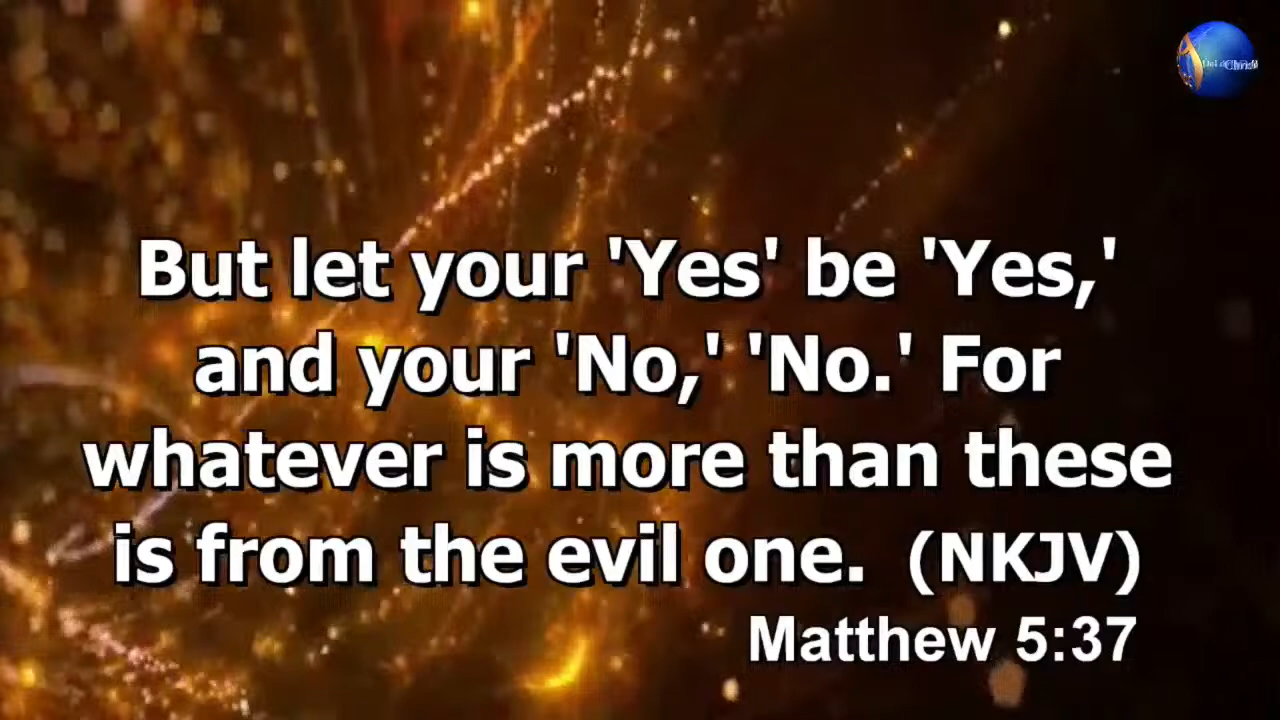 But let your 'Yes' be 'Yes,'
and your 'No,' 'No.' For
whatever is more than these
is from the evil one. (NKJV)
Matthew 5:37